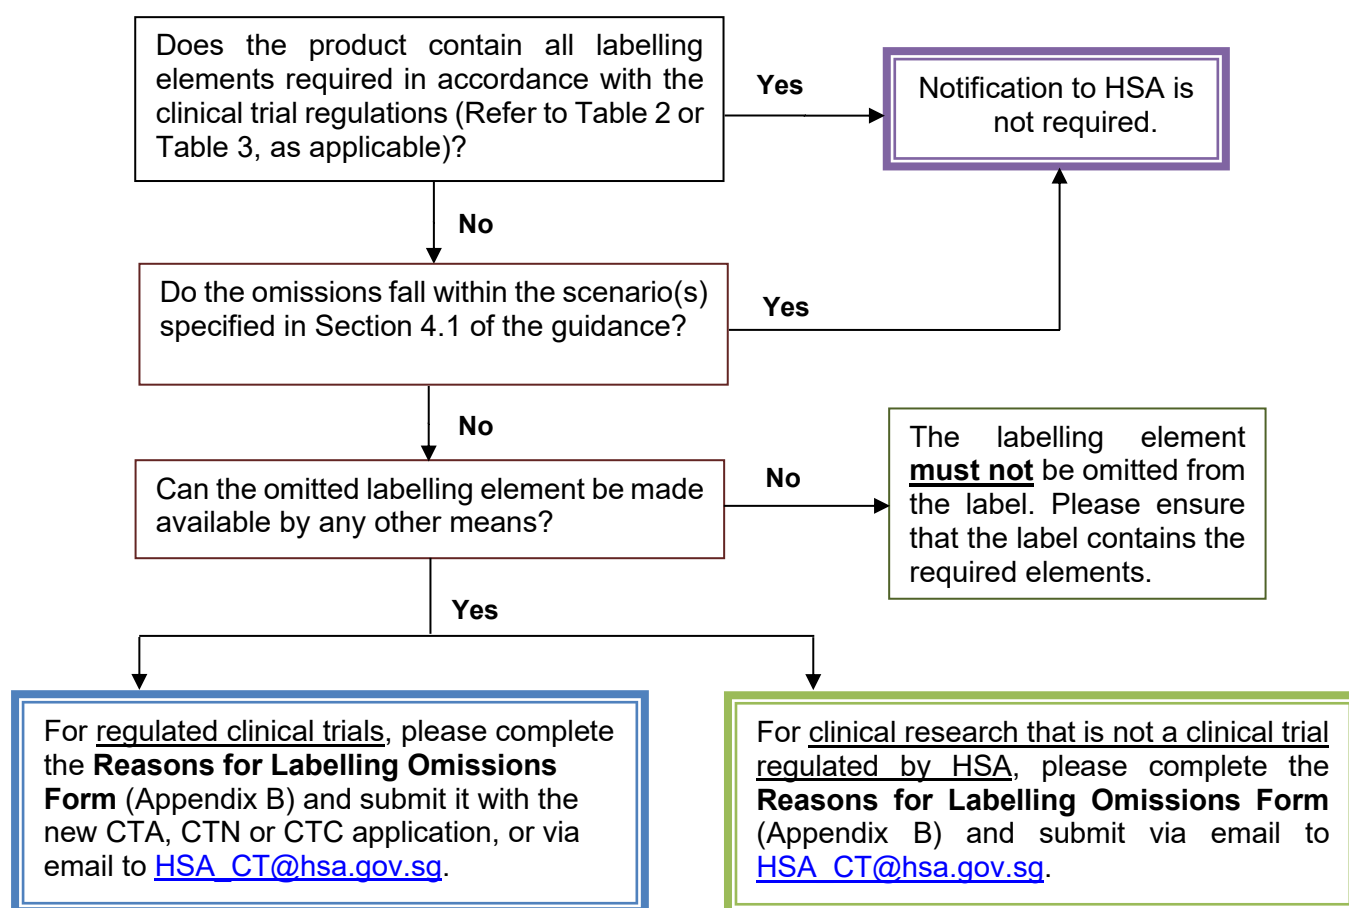 Does the product contain all labelling
elements required in accordance with the
clinical trial regulations (Refer to Table 2 or
Table 3, as applicable)?
Yes
Notification to HSA is
not required.
No
Do the omissions fall within the scenario(s)
specified in Section 4.1 of the guidance?
Yes
No
Can the omitted labelling element be made
available by any other means?
No
The labelling element
must not be omitted from
the label. Please ensure
that the label contains the
required elements.
Yes
For regulated clinical trials, please complete
the Reasons for Labelling Omissions
Form (Appendix B) and submit it with the
new CTA, CTN or CTC application, or via
email to HSA_CT@hsa.gov.sg.
For clinical research that is not a clinical trial
regulated by HSA, please complete the
Reasons for Labelling Omissions Form
(Appendix B) and submit via email to
HSA_CT@hsa.gov.sg.